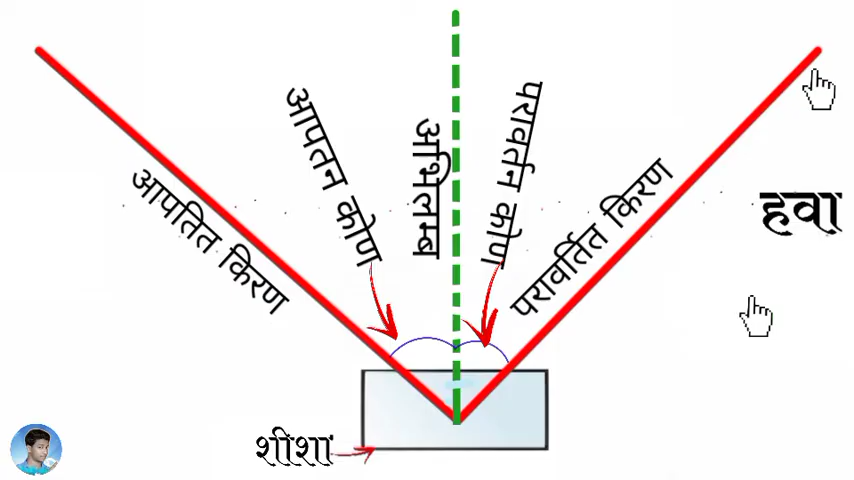 आपतित किरण
आपतन कोण
अभिलम्ब
परावर्तन कोण
परावर्तित किरण
हवा
शीशा